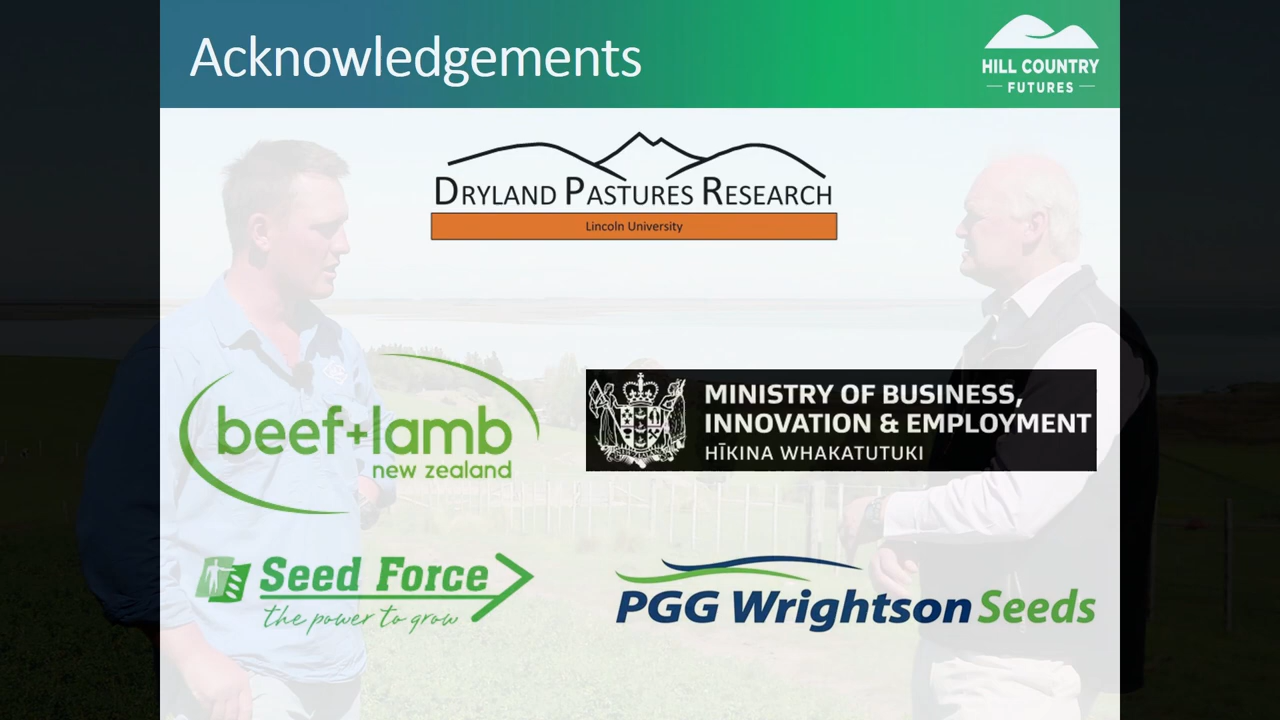 Acknowledgements
HILL COUNTRY
FUTURES
DRYLAND PASTURES RESEARCH
Lincoln University
beef+lamb
new zealand
MINISTRY OF BUSINESS,
INNOVATION & EMPLOYMENT
HĪKINA WHAKATUTUKI
Seed Force
the power to grow
PGG Wrightson Seeds